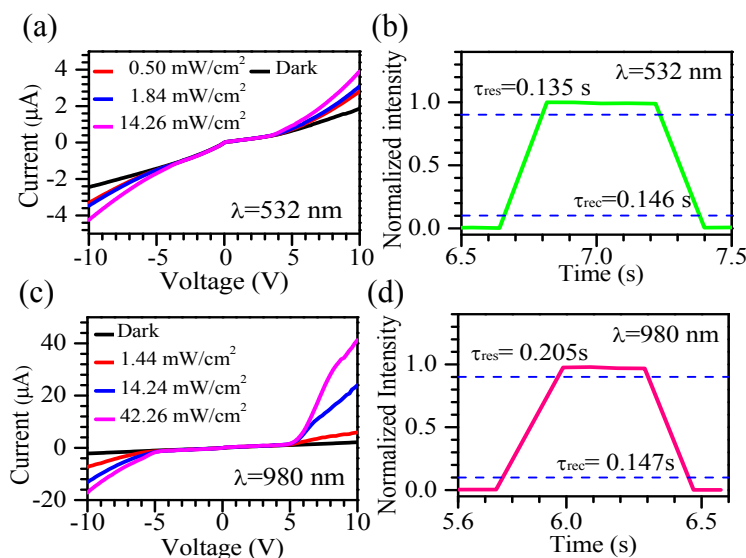 (a)
4
2
0
-2
-4
Current (μA)
0.50 mW/cm² Dark
1.84 mW/cm²
14.26 mW/cm²
λ=532 nm
-10 -5 0 5 10
Voltage (V)
(b)
1.0
0.5
0.0
Normalized intensity
τres=0.135 s
λ=532 nm
τrec=0.146 s
6.5 7.0 7.5
Time (s)
(c)
40
20
0
-20
Current (μA)
Dark
1.44 mW/cm²
14.24 mW/cm²
42.26 mW/cm²
λ=980 nm
-10 -5 0 5 10
Voltage (V)
(d)
1.0
0.5
0.0
Normalized Intensity
λ=980 nm
τres= 0.205s
τrec= 0.147s
5.6 6.0 6.5
Time (s)